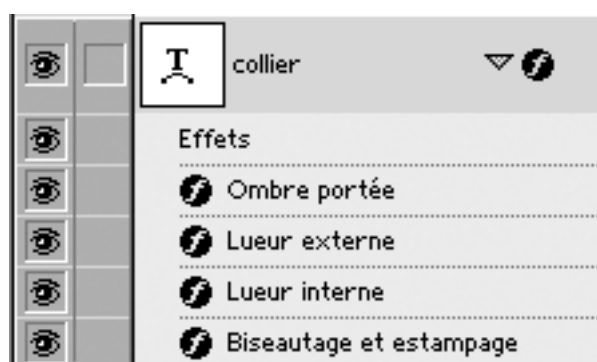 T
collier
Effets
Ombre portée
Lueur externe
Lueur interne
Biseautage et estampage